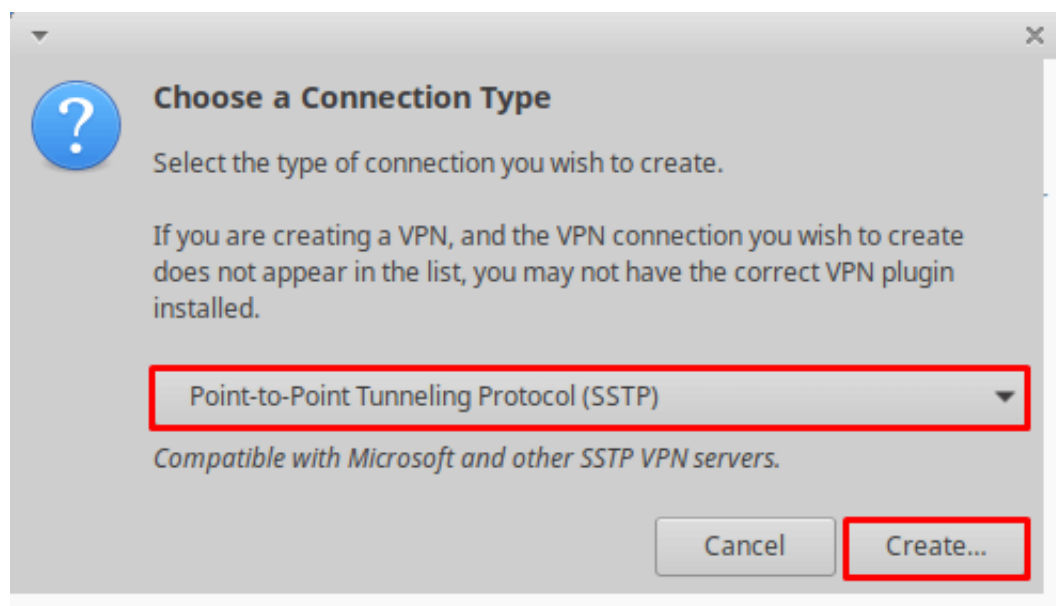 Choose a Connection Type
Select the type of connection you wish to create.
If you are creating a VPN, and the VPN connection you wish to create
does not appear in the list, you may not have the correct VPN plugin
installed.
Point-to-Point Tunneling Protocol (SSTP)
Compatible with Microsoft and other SSTP VPN servers.
Cancel
Create...